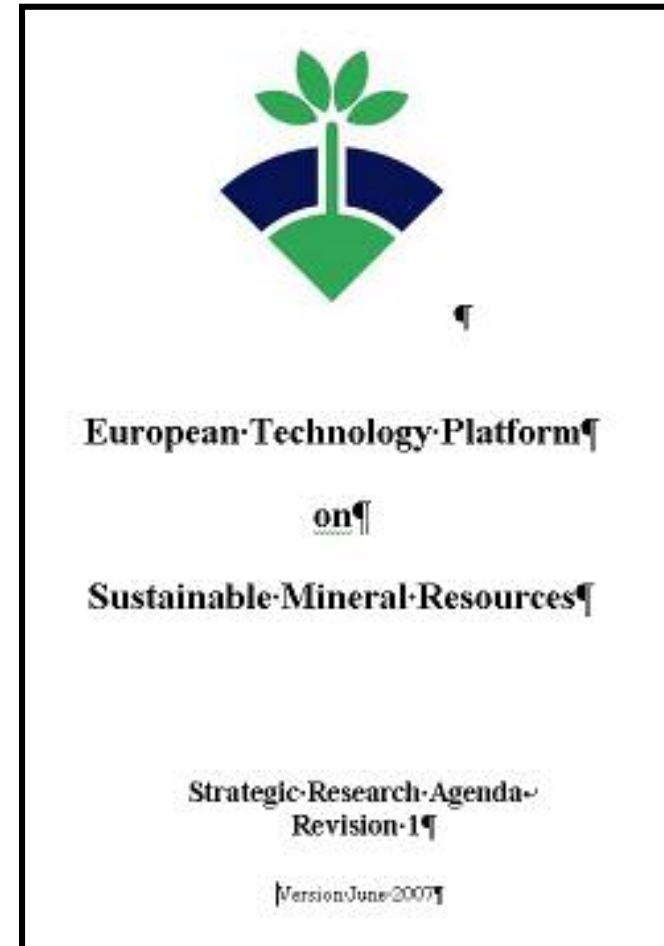 ¶
European·Technology·Platform¶
on¶
Sustainable·Mineral·Resources¶
Strategic·Research·Agenda↵
Revision·1¶
Version·June·2007¶